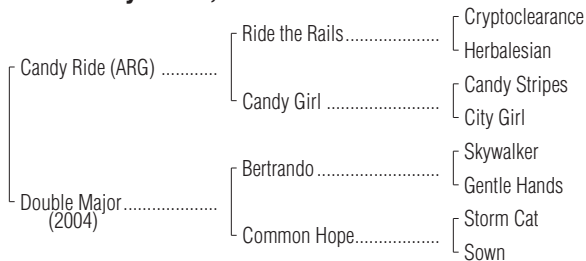 Cryptoclearance
Ride the Rails
Herbalesian
Candy Ride (ARG)
Candy Stripes
Candy Girl
City Girl
Skywalker
Bertrando
Gentle Hands
Double Major
(2004)
Storm Cat
Common Hope
Sown